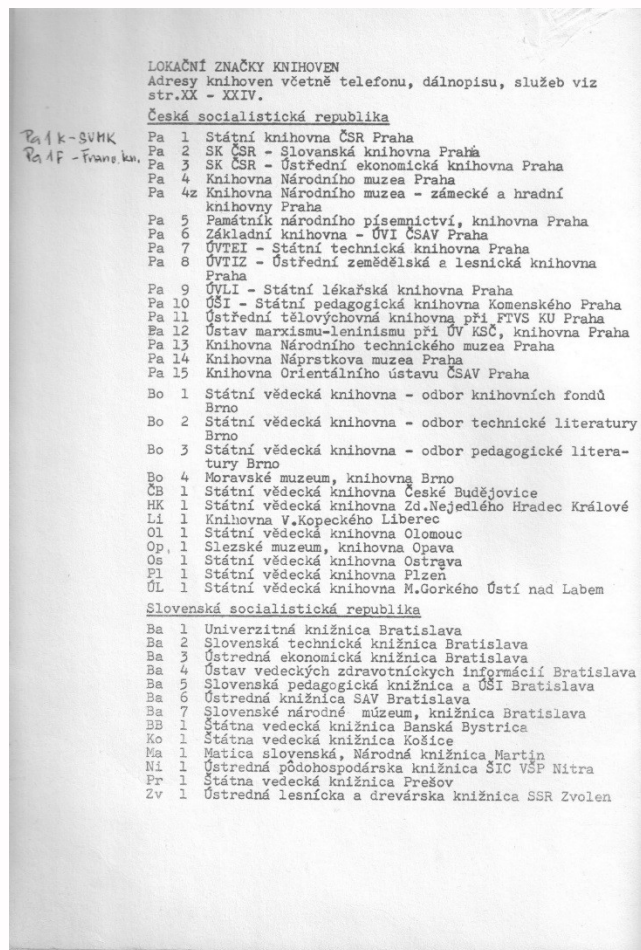 LOKAČNÍ ZNAČKY KNIHOVEN
Adresy knihoven včetně telefonu, dálnopisu, služeb viz
str.XX - XXIV.
Česká socialistická republika
Pa 1 K - SVMK
Pa 1F - Franc. kn.
Pa 1 Státní knihovna ČSR Praha
Pa 2 SK ČSR - Slovanská knihovna Praha
Pa 3 SK ČSR - Ústřední ekonomická knihovna Praha
Pa 4 Knihovna Národního muzea Praha
Pa 4z Knihovna Národního muzea - zámecké a hradní
knihovny Praha
Pa 5 Památník národního písemnictví, knihovna Praha
Pa 6 Základní knihovna - ÚVI ČSAV Praha
Pa 7 ÚVTEI - Státní technická knihovna Praha
Pa 8 ÚVTIZ - Ústřední zemědělská a lesnická knihovna
Praha
Pa 9 ÚVLI - Státní lékařská knihovna Praha
Pa 10 ÚŠI - Státní pedagogická knihovna Komenského Praha
Pa 11 Ústřední tělovýchovná knihovna při FTVS KU Praha
Pa 12 Ústav marxismu-leninismu při ÚV KSČ, knihovna Praha
Pa 13 Knihovna Národního technického muzea Praha
Pa 14 Knihovna Náprstkova muzea Praha
Pa 15 Knihovna Orientálního ústavu ČSAV Praha
Bo 1 Státní vědecká knihovna - odbor knihovních fondů
Brno
Bo 2 Státní vědecká knihovna - odbor technické literatury
Brno
Bo 3 Státní vědecká knihovna - odbor pedagogické litera-
tury Brno
Bo 4 Moravské muzeum, knihovna Brno
ČB 1 Státní vědecká knihovna České Budějovice
HK 1 Státní vědecká knihovna Zd.Nejedlého Hradec Králové
Li 1 Knihovna V.Kopeckého Liberec
Ol 1 Státní vědecká knihovna Olomouc
Op 1 Slezské muzeum, knihovna Opava
Os 1 Státní vědecká knihovna Ostrava
Pl 1 Státní vědecká knihovna Plzeň
ÚL 1 Státní vědecká knihovna M.Gorkého Ústí nad Labem
Slovenská socialistická republika
Ba 1 Univerzitná knižnica Bratislava
Ba 2 Slovenská technická knižnica Bratislava
Ba 3 Ústredná ekonomická knižnica Bratislava
Ba 4 Ústav vedeckých zdravotníckych informácií Bratislava
Ba 5 Slovenská pedagogická knižnica a ÚŠI Bratislava
Ba 6 Ústredná knižnica SAV Bratislava
Ba 7 Slovenské národné múzeum, knižnica Bratislava
BB 1 Štátna vedecká knižnica Banská Bystrica
Ko 1 Štátna vedecká knižnica Košice
Ma 1 Matica slovenská, Národná knižnica Martin
Ni 1 Ústredná pôdohospodárska knižnica ŠIC VŠP Nitra
Pr 1 Štátna vedecká knižnica Prešov
Zv 1 Ústredná lesnícka a drevárska knižnica SSR Zvolen